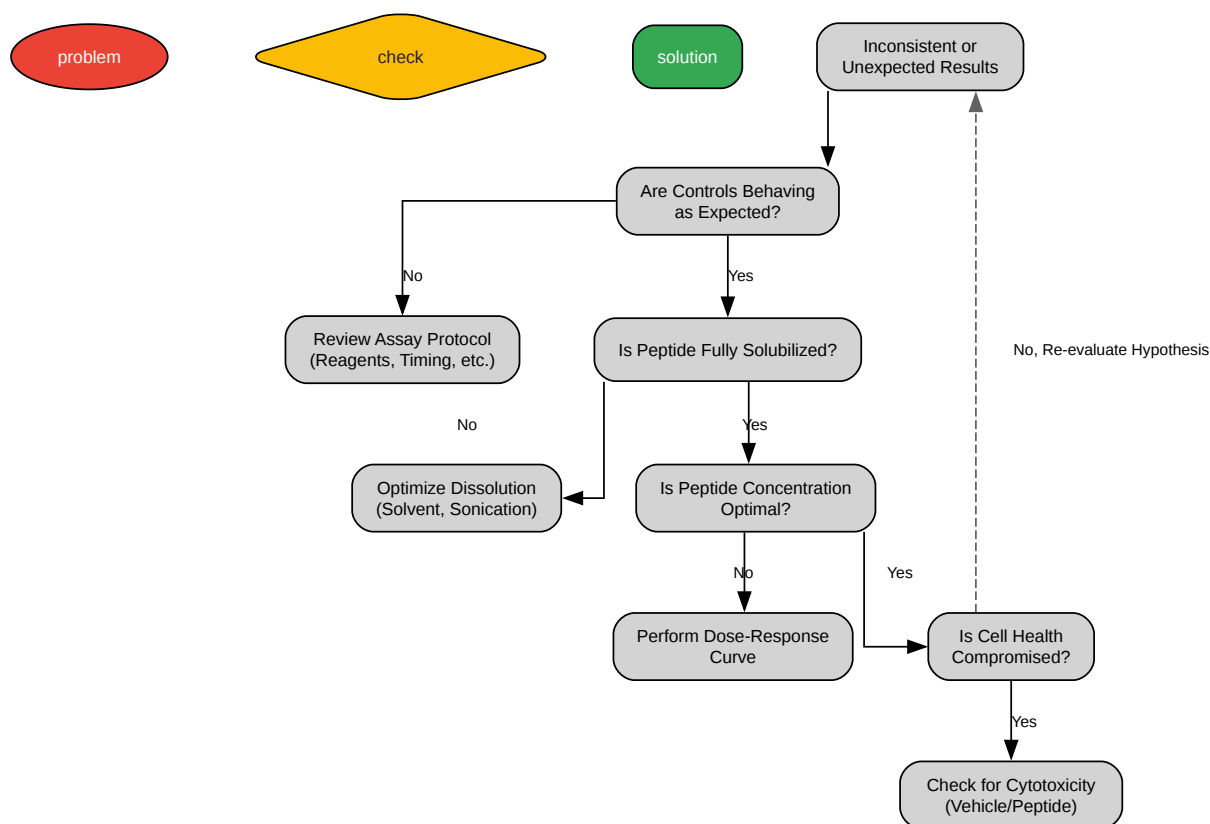 problem
check
solution
Inconsistent or
Unexpected Results
Are Controls Behaving
as Expected?
No
Yes
Review Assay Protocol
(Reagents, Timing, etc.)
Is Peptide Fully Solubilized?
No, Re-evaluate Hypothesis
No
Yes
Optimize Dissolution
(Solvent, Sonication)
Is Peptide Concentration
Optimal?
No
Yes
Perform Dose-Response
Curve
Is Cell Health
Compromised?
Yes
Check for Cytotoxicity
(Vehicle/Peptide)